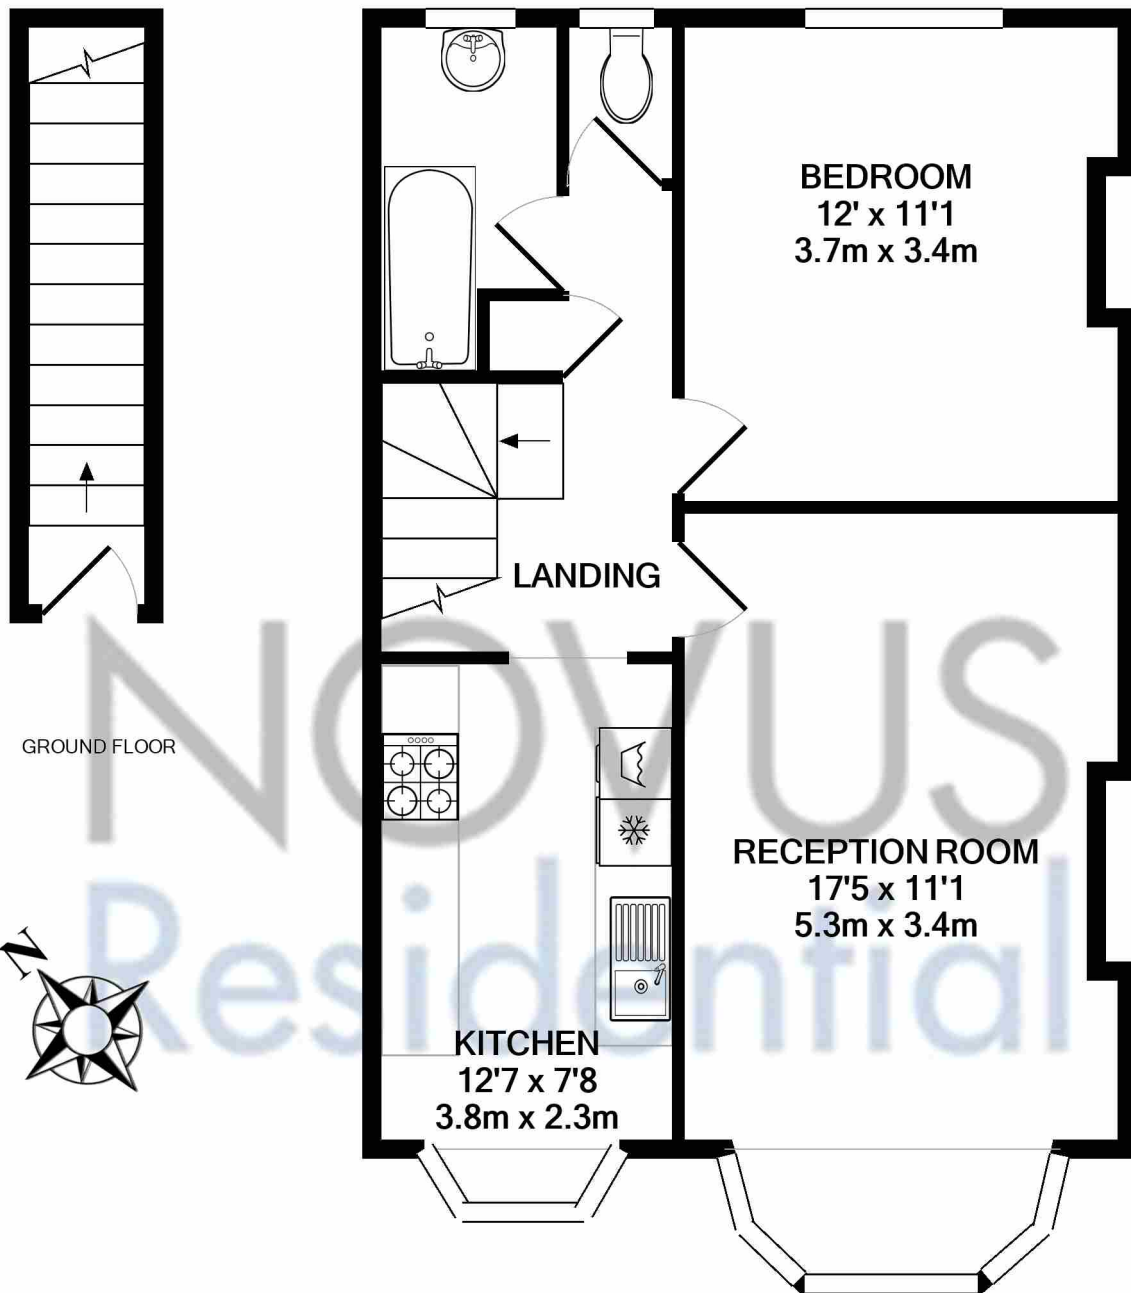 BEDROOM
12' x 11'1
3.7m x 3.4m
LANDING
GROUND FLOOR
NOVUS
Residential
RECEPTION ROOM
17'5 x 11'1
5.3m x 3.4m
N
KITCHEN
12'7 x 7'8
3.8m x 2.3m